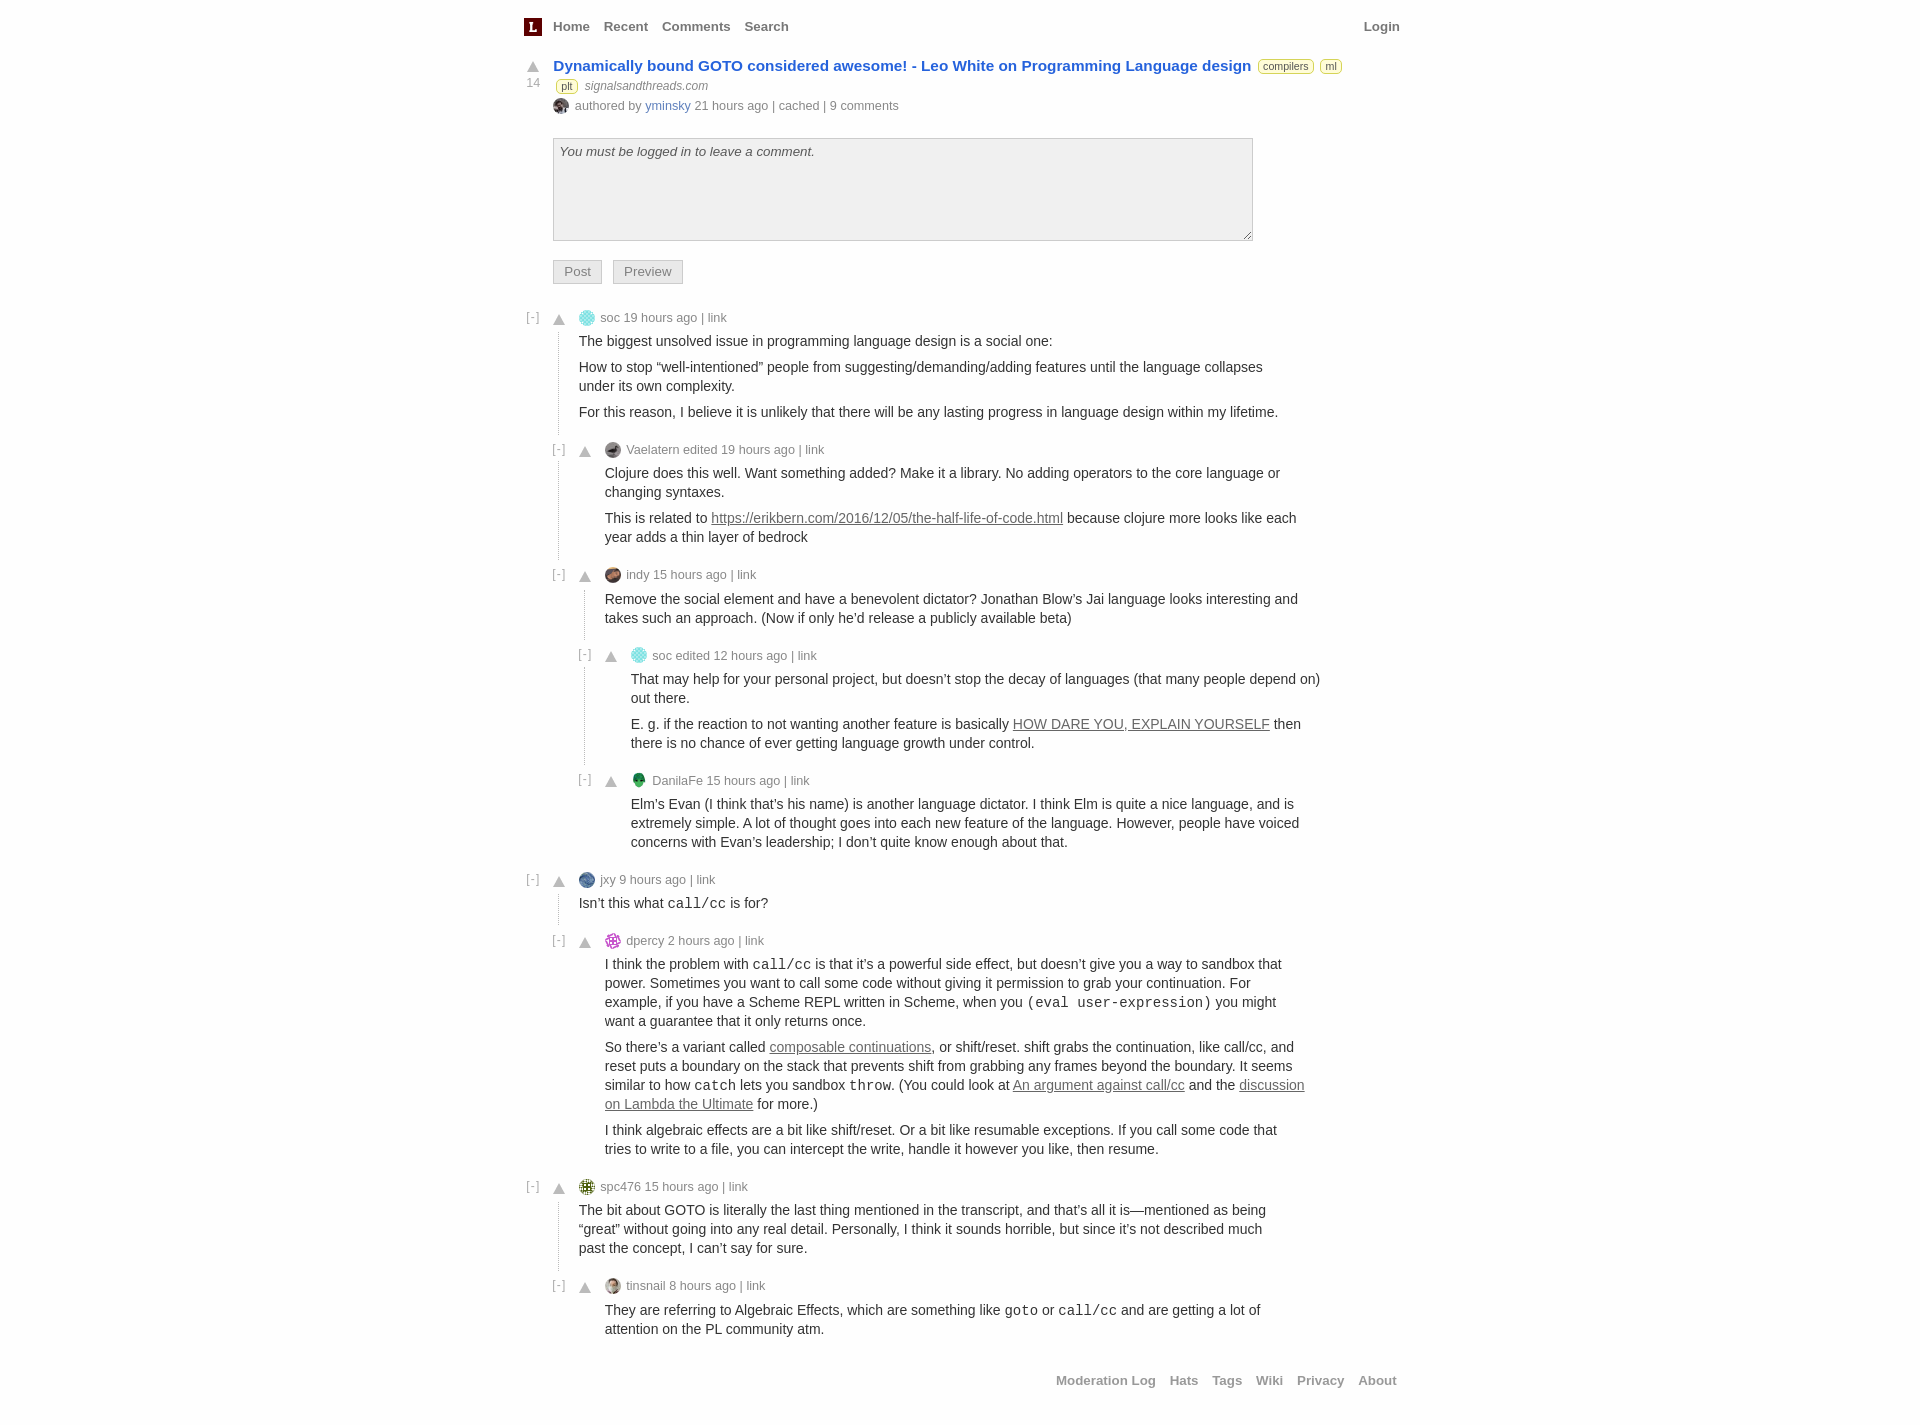 L Home Recent Comments Search Login
Dynamically bound GOTO considered awesome! - Leo White on Programming Language design compilers ml
14
plt signalsandthreads.com
authored by yminsky 21 hours ago | cached | 9 comments
You must be logged in to leave a comment.
Post Preview
[-] soc 19 hours ago | link
The biggest unsolved issue in programming language design is a social one:
How to stop “well-intentioned” people from suggesting/demanding/adding features until the language collapses
under its own complexity.
For this reason, I believe it is unlikely that there will be any lasting progress in language design within my lifetime.
[-] Vaelatern edited 19 hours ago | link
Clojure does this well. Want something added? Make it a library. No adding operators to the core language or
changing syntaxes.
This is related to https://erikbern.com/2016/12/05/the-half-life-of-code.html because clojure more looks like each
year adds a thin layer of bedrock
[-] indy 15 hours ago | link
Remove the social element and have a benevolent dictator? Jonathan Blow’s Jai language looks interesting and
takes such an approach. (Now if only he’d release a publicly available beta)
[-] soc edited 12 hours ago | link
That may help for your personal project, but doesn’t stop the decay of languages (that many people depend on)
out there.
E. g. if the reaction to not wanting another feature is basically HOW DARE YOU, EXPLAIN YOURSELF then
there is no chance of ever getting language growth under control.
[-] DanilaFe 15 hours ago | link
Elm’s Evan (I think that’s his name) is another language dictator. I think Elm is quite a nice language, and is
extremely simple. A lot of thought goes into each new feature of the language. However, people have voiced
concerns with Evan’s leadership; I don’t quite know enough about that.
[-] jxy 9 hours ago | link
Isn’t this what call/cc is for?
[-] dpercy 2 hours ago | link
I think the problem with call/cc is that it’s a powerful side effect, but doesn’t give you a way to sandbox that
power. Sometimes you want to call some code without giving it permission to grab your continuation. For
example, if you have a Scheme REPL written in Scheme, when you (eval user-expression) you might
want a guarantee that it only returns once.
So there’s a variant called composable continuations, or shift/reset. shift grabs the continuation, like call/cc, and
reset puts a boundary on the stack that prevents shift from grabbing any frames beyond the boundary. It seems
similar to how catch lets you sandbox throw. (You could look at An argument against call/cc and the discussion
on Lambda the Ultimate for more.)
I think algebraic effects are a bit like shift/reset. Or a bit like resumable exceptions. If you call some code that
tries to write to a file, you can intercept the write, handle it however you like, then resume.
[-] spc476 15 hours ago | link
The bit about GOTO is literally the last thing mentioned in the transcript, and that’s all it is—mentioned as being
“great” without going into any real detail. Personally, I think it sounds horrible, but since it’s not described much
past the concept, I can’t say for sure.
[-] tinsnail 8 hours ago | link
They are referring to Algebraic Effects, which are something like goto or call/cc and are getting a lot of
attention on the PL community atm.
Moderation Log Hats Tags Wiki Privacy About